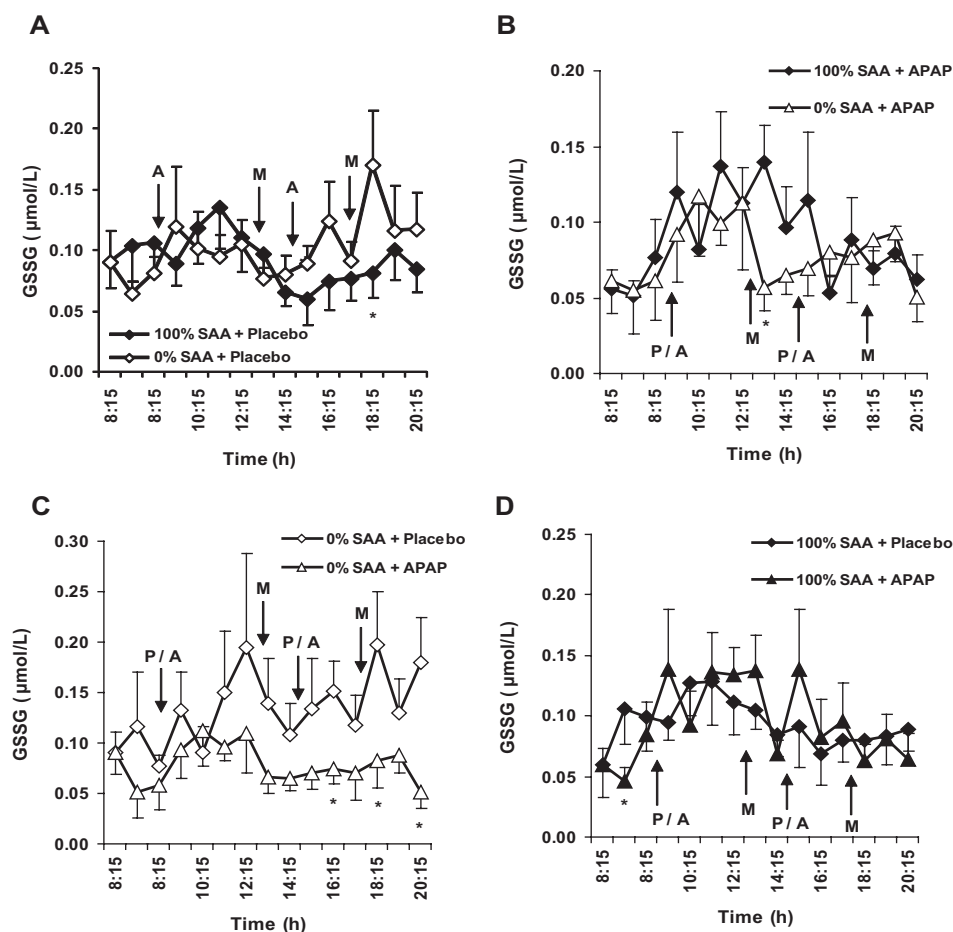 A
0.25
0.20
0.15
0.10
0.05
0.00
GSSG ( µmol/L)
A
M
A
M
*
100% SAA + Placebo
0% SAA + Placebo
8:15
8:15
10:15
12:15
14:15
16:15
18:15
20:15
Time (h)
B
0.20
0.15
0.10
0.05
0.00
GSSG ( µmol/L)
100% SAA + APAP
0% SAA + APAP
P / A
M
*
P / A
M
8:15
8:15
10:15
12:15
14:15
16:15
18:15
20:15
Time (h)
C
0.30
0.25
0.20
0.15
0.10
0.05
0.00
GSSG ( µmol/L)
0% SAA + Placebo
0% SAA + APAP
P / A
M
P / A
M
*
*
*
8:15
8:15
10:15
12:15
14:15
16:15
18:15
20:15
Time (h)
D
0.25
0.20
0.15
0.10
0.05
0.00
GSSG ( µmol/L)
100% SAA + Placebo
100% SAA + APAP
*
P / A
M
P / A
M
8:15
8:15
10:15
12:15
14:15
16:15
18:15
20:15
Time (h)